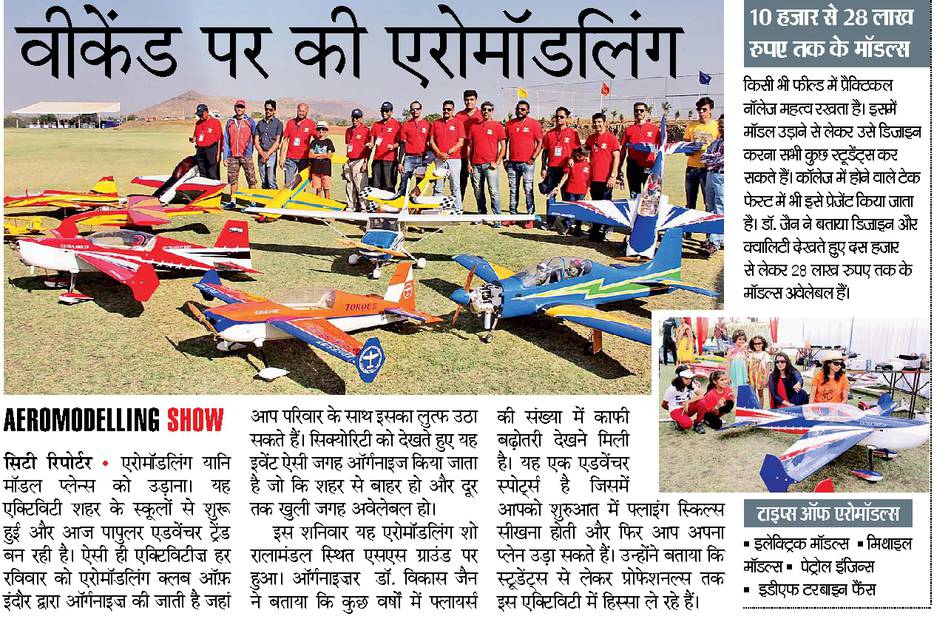 वीकेंड पर की एरोमॉडलिंग
AEROMODELLING SHOW
सिटी रिपोर्टर • एरोमॉडलिंग यानि
मॉडल प्लेन्स को उड़ाना। यह
एक्टिविटी शहर के स्कूलों से शुरू
हुई और आज पापुलर एडवेंचर ट्रेंड
बन रही है। ऐसी ही एक्टिविटीज हर
रविवार को एरोमॉडलिंग क्लब ऑफ़
इंदौर द्वारा ऑर्गनाइज की जाती है जहां
आप परिवार के साथ इसका लुत्फ उठा
सकते हैं। सिक्योरिटी को देखते हुए यह
इवेंट ऐसी जगह ऑर्गनाइज किया जाता
है जो कि शहर से बाहर हो और दूर
तक खुली जगह अवेलेबल हो।
इस शनिवार यह एरोमॉडलिंग शो
रालामंडल स्थित एसएस ग्राउंड पर
हुआ। ऑर्गनाइजर डॉ. विकास जैन
ने बताया कि कुछ वर्षों में फ्लायर्स
की संख्या में काफी
बढ़ोतरी देखने मिली
है। यह एक एडवेंचर
स्पोर्ट्स है जिसमें
आपको शुरुआत में फ्लाइंग स्किल्स
सीखना होती और फिर आप अपना
प्लेन उड़ा सकते हैं। उन्होंने बताया कि
स्टूडेंट्स से लेकर प्रोफेशनल्स तक
इस एक्टिविटी में हिस्सा ले रहे हैं।
10 हजार से 28 लाख
रुपए तक के मॉडल्स
किसी भी फील्ड में प्रैक्टिकल
नॉलेज महत्व रखता है। इसमें
मॉडल उड़ाने से लेकर उसे डिजाइन
करना सभी कुछ स्टूडेंट्स कर
सकते हैं। कॉलेज में होने वाले टेक
फेस्ट में भी इसे प्रेजेंट किया जाता
है। डॉ. जैन ने बताया डिजाइन और
क्वालिटी देखते हुए दस हजार
से लेकर 28 लाख रुपए तक के
मॉडल्स अवेलेबल हैं।
टाइप्स ऑफ एरोमॉडल्स
▪ इलेक्ट्रिक मॉडल्स ▪ मिथाइल
मॉडल्स ▪ पेट्रोल इंजिन्स
▪ इडीएफ टरबाइन फैंस
TORQUE